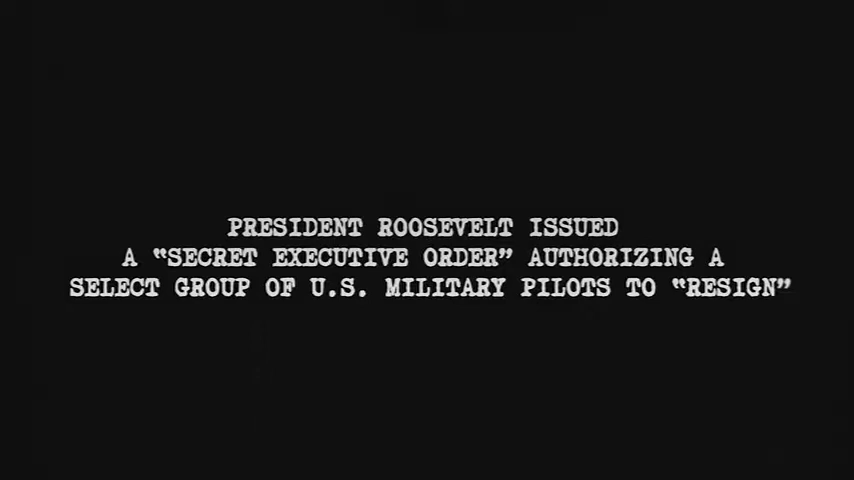 PRESIDENT ROOSEVELT ISSUED
A “SECRET EXECUTIVE ORDER” AUTHORIZING A
SELECT GROUP OF U.S. MILITARY PILOTS TO “RESIGN”